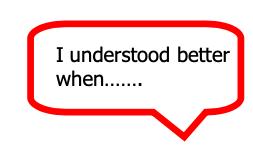 I understood better
when.......